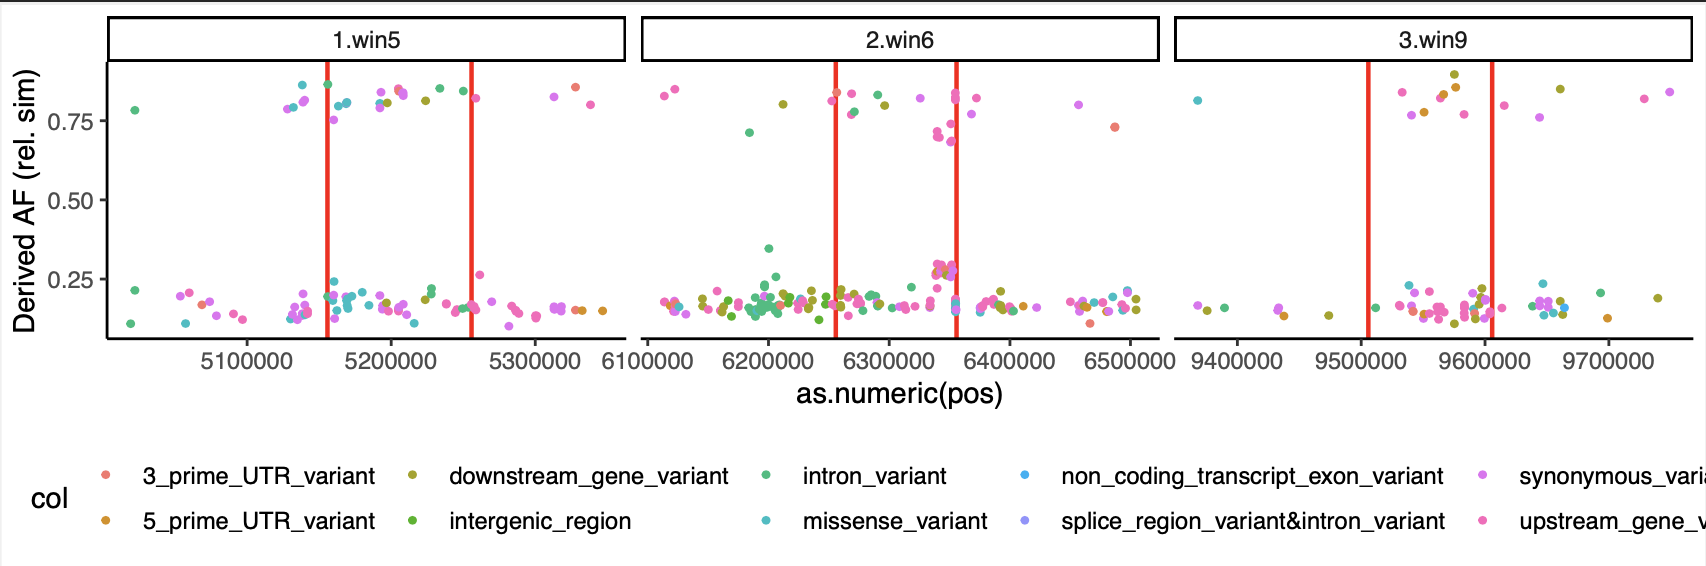 1.win5 2.win6 3.win9
Derived AF (rel. sim)
0.75
0.50
0.25
5100000 5200000 5300000 6100000 6200000 6300000 6400000 6500000 9400000 9500000 9600000 9700000
as.numeric(pos)
col
3_prime_UTR_variant downstream_gene_variant intron_variant non_coding_transcript_exon_variant synonymous_vari
5_prime_UTR_variant intergenic_region missense_variant splice_region_variant&intron_variant upstream_gene_v